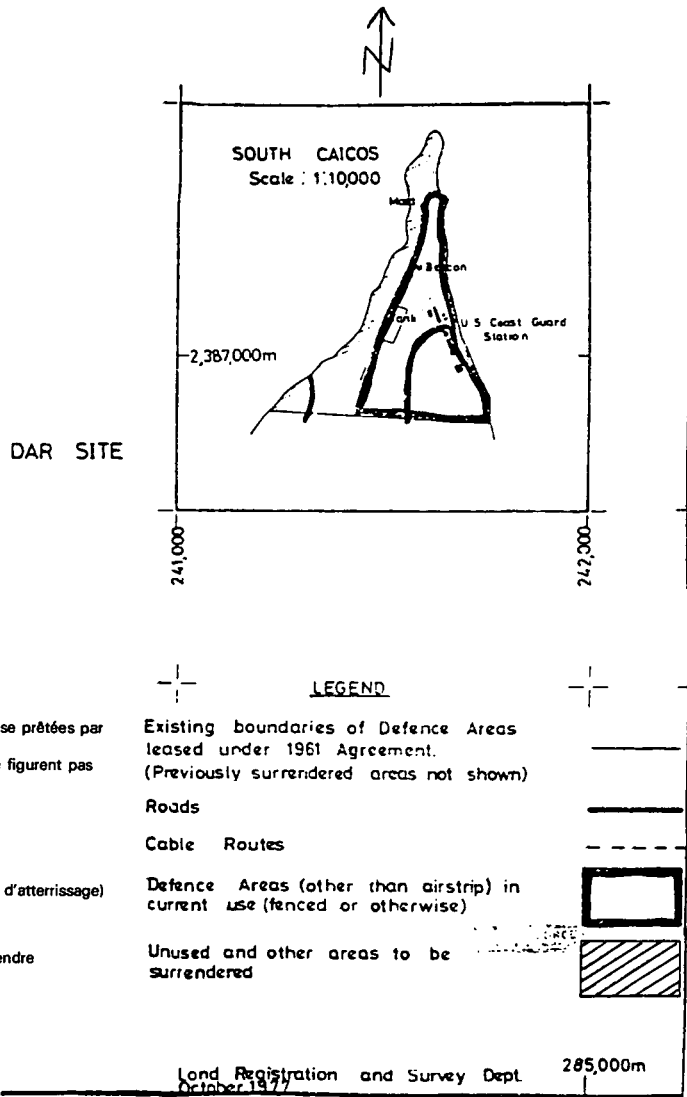 N
SOUTH CAICOS
Scale : 1:10,000
Mast
Beacon
U S Coast Guard
Station
2,387,000m
DAR SITE
241,000
242,000
LEGEND
se prêtées par
figurent pas
d'atterrissage)
endre
Existing boundaries of Defence Areas
leased under 1961 Agreement.
(Previously surrendered areas not shown)
Roads
Cable Routes
Defence Areas (other than airstrip) in
current use (fenced or otherwise)
Unused and other areas to be
surrendered
Land Registration and Survey Dept.
October 1977
285,000m